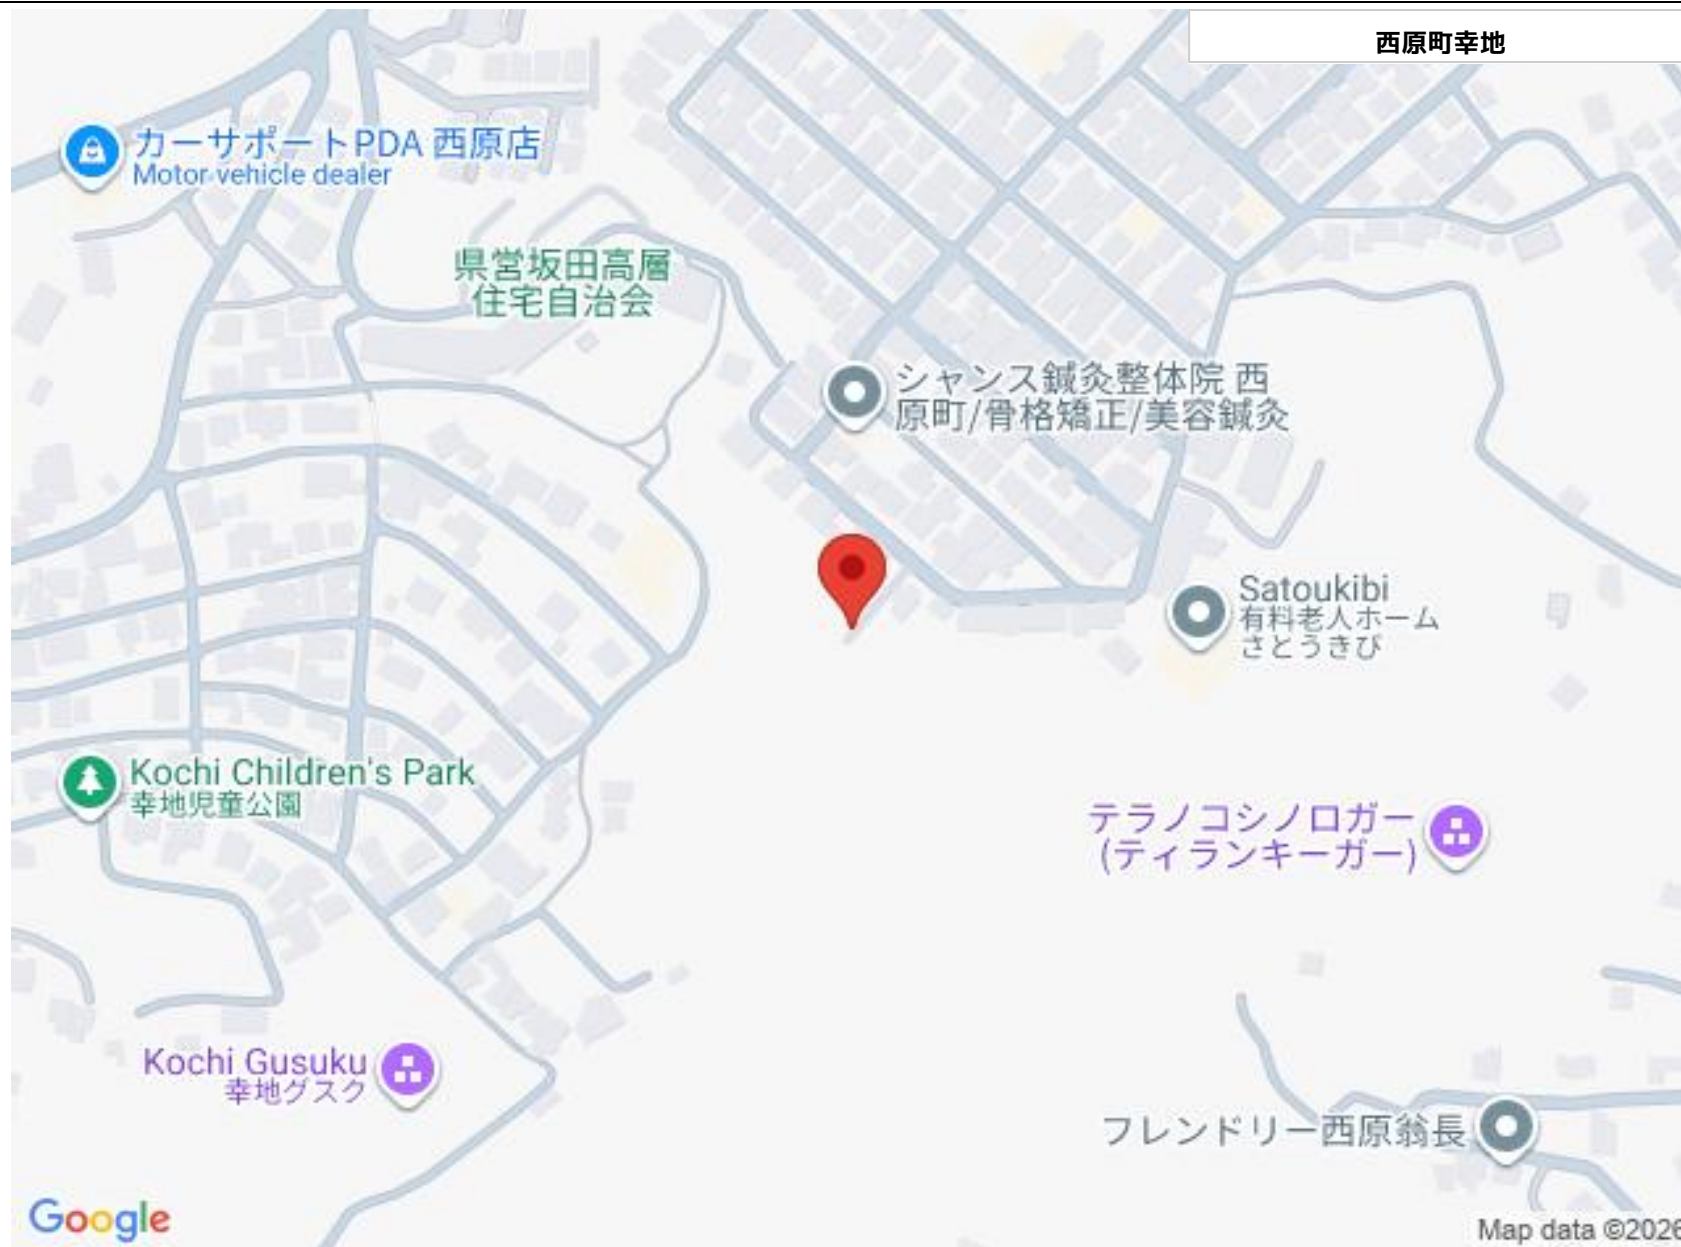 西原町幸地
カーサポートPDA 西原店
Motor vehicle dealer
県営坂田高層
住宅自治会
シャンス鍼灸整体院 西
原町/骨格矯正/美容鍼灸
Satoukibi
有料老人ホーム
さとうきび
Kochi Children's Park
幸地児童公園
テラノコシノロガー
(ティランキーガー)
Kochi Gusuku
幸地グスク
フレンドリー西原翁長
Google
Map data ©2026